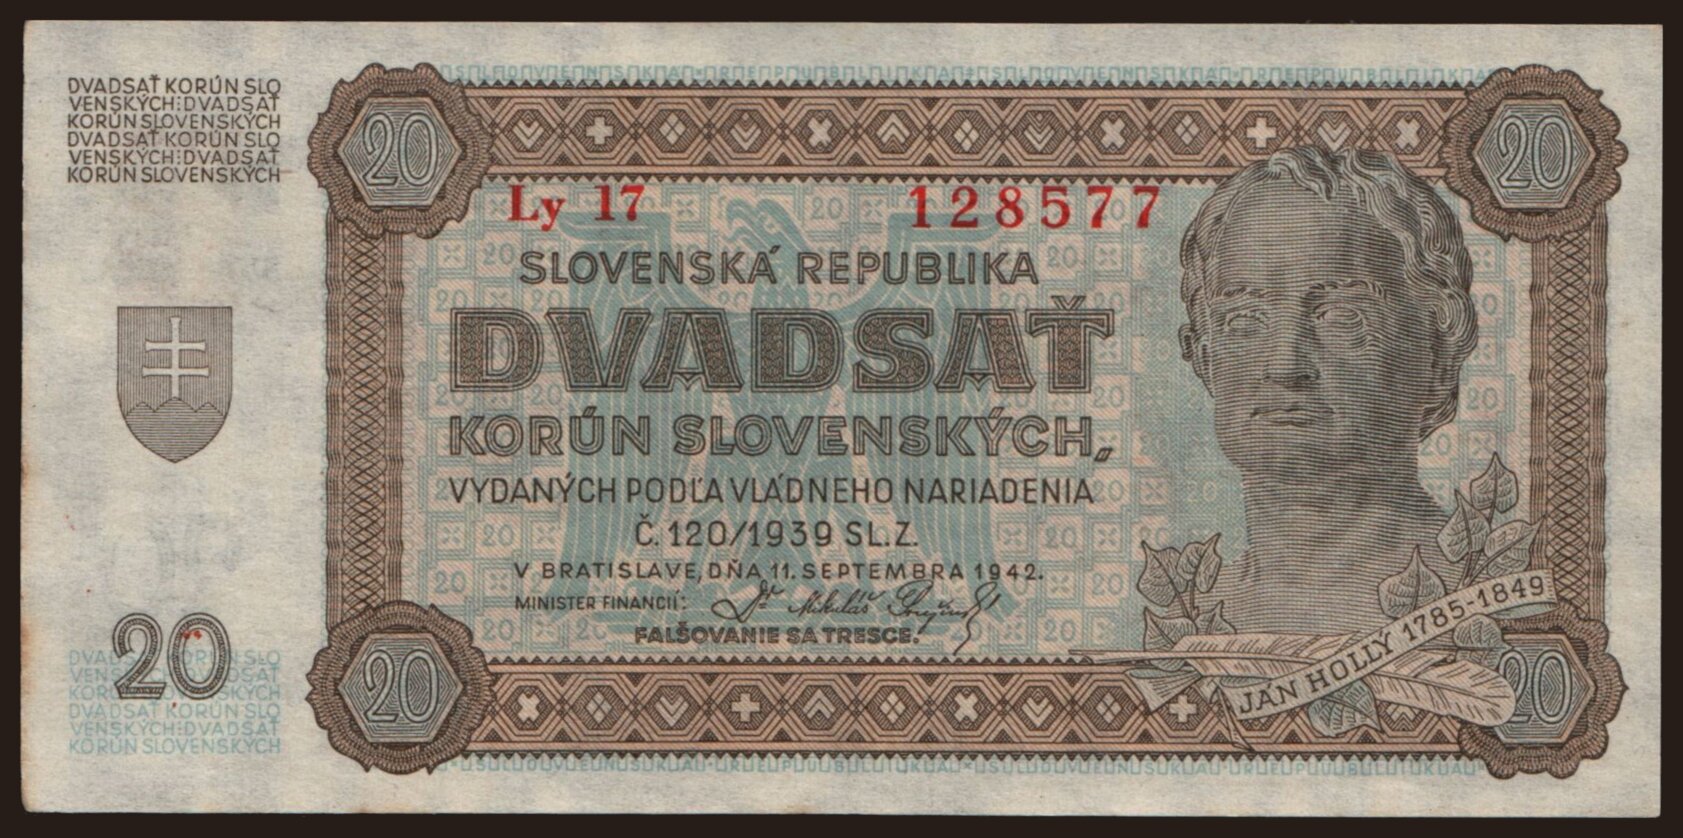 DVADSAŤ KORÚN SLO
VENSKÝCH:DVADSAŤ
KORÚN SLOVENSKÝCH
DVADSAŤ KORÚN SLO
VENSKÝCH:DVADSAŤ
KORÚN SLOVENSKÝCH
20
20
Ly 17 128577
SLOVENSKÁ REPUBLIKA
DVADSAŤ
KORÚN SLOVENSKÝCH,
VYDANÝCH PODĽA VLÁDNEHO NARIADENIA
Č. 120/1939 SL. Z.
V BRATISLAVE, DŇA 11. SEPTEMBRA 1942.
MINISTER FINANCIÍ:
FALŠOVANIE SA TRESCE.
JÁN HOLLÝ 1785-1849
20
DVADSAŤ KORÚN SLO
VENSKÝCH:DVADSAŤ
KORÚN SLOVENSKÝCH
DVADSAŤ KORÚN SLO
VENSKÝCH:DVADSAŤ
KORÚN SLOVENSKÝCH
20
20